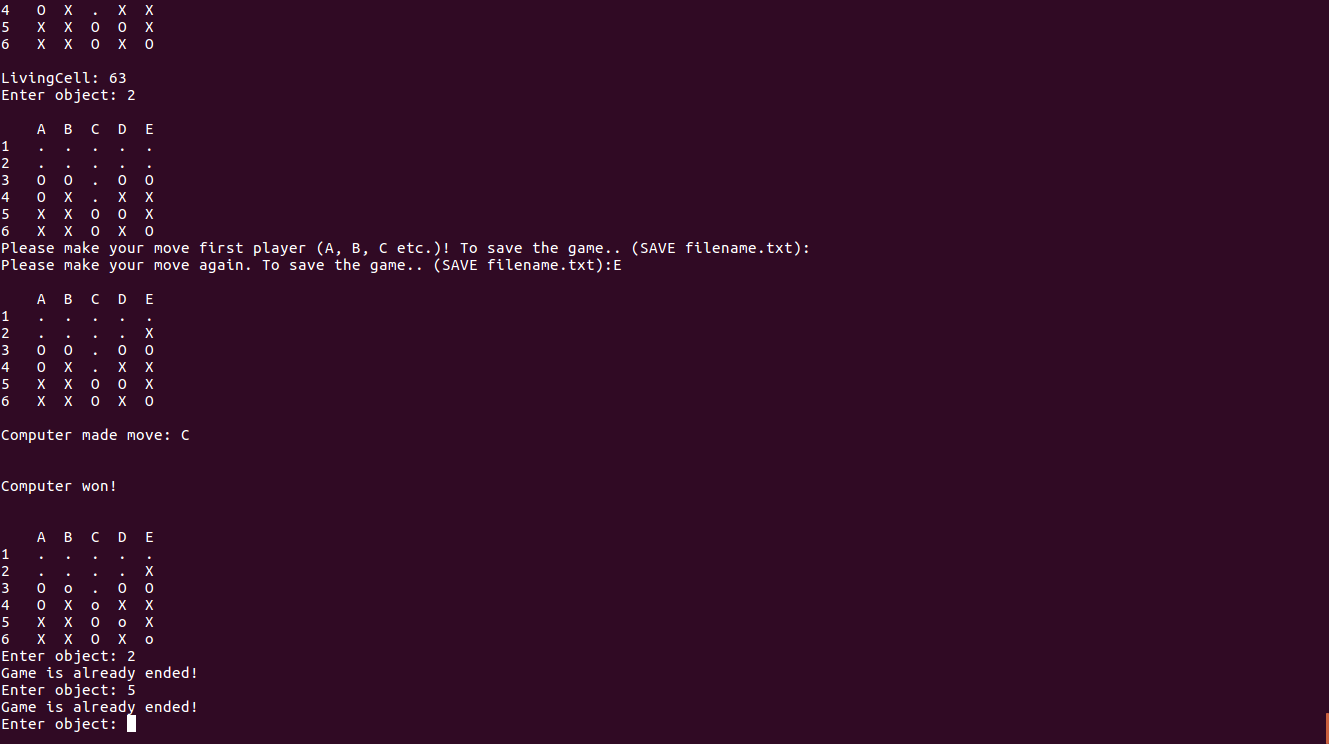 4   O  X  .  X  X
5   X  X  O  O  X
6   X  X  O  X  O
LivingCell: 63
Enter object: 2
    A  B  C  D  E
1   .  .  .  .  .
2   .  .  .  .  .
3   O  O  .  O  O
4   O  X  .  X  X
5   X  X  O  O  X
6   X  X  O  X  O
Please make your move first player (A, B, C etc.)! To save the game.. (SAVE filename.txt):
Please make your move again. To save the game.. (SAVE filename.txt):E
    A  B  C  D  E
1   .  .  .  .  .
2   .  .  .  .  X
3   O  O  .  O  O
4   O  X  .  X  X
5   X  X  O  O  X
6   X  X  O  X  O
Computer made move: C
Computer won!
    A  B  C  D  E
1   .  .  .  .  .
2   .  .  .  .  X
3   O  o  .  O  O
4   O  X  o  X  X
5   X  X  O  o  X
6   X  X  O  X  o
Enter object: 2
Game is already ended!
Enter object: 5
Game is already ended!
Enter object: